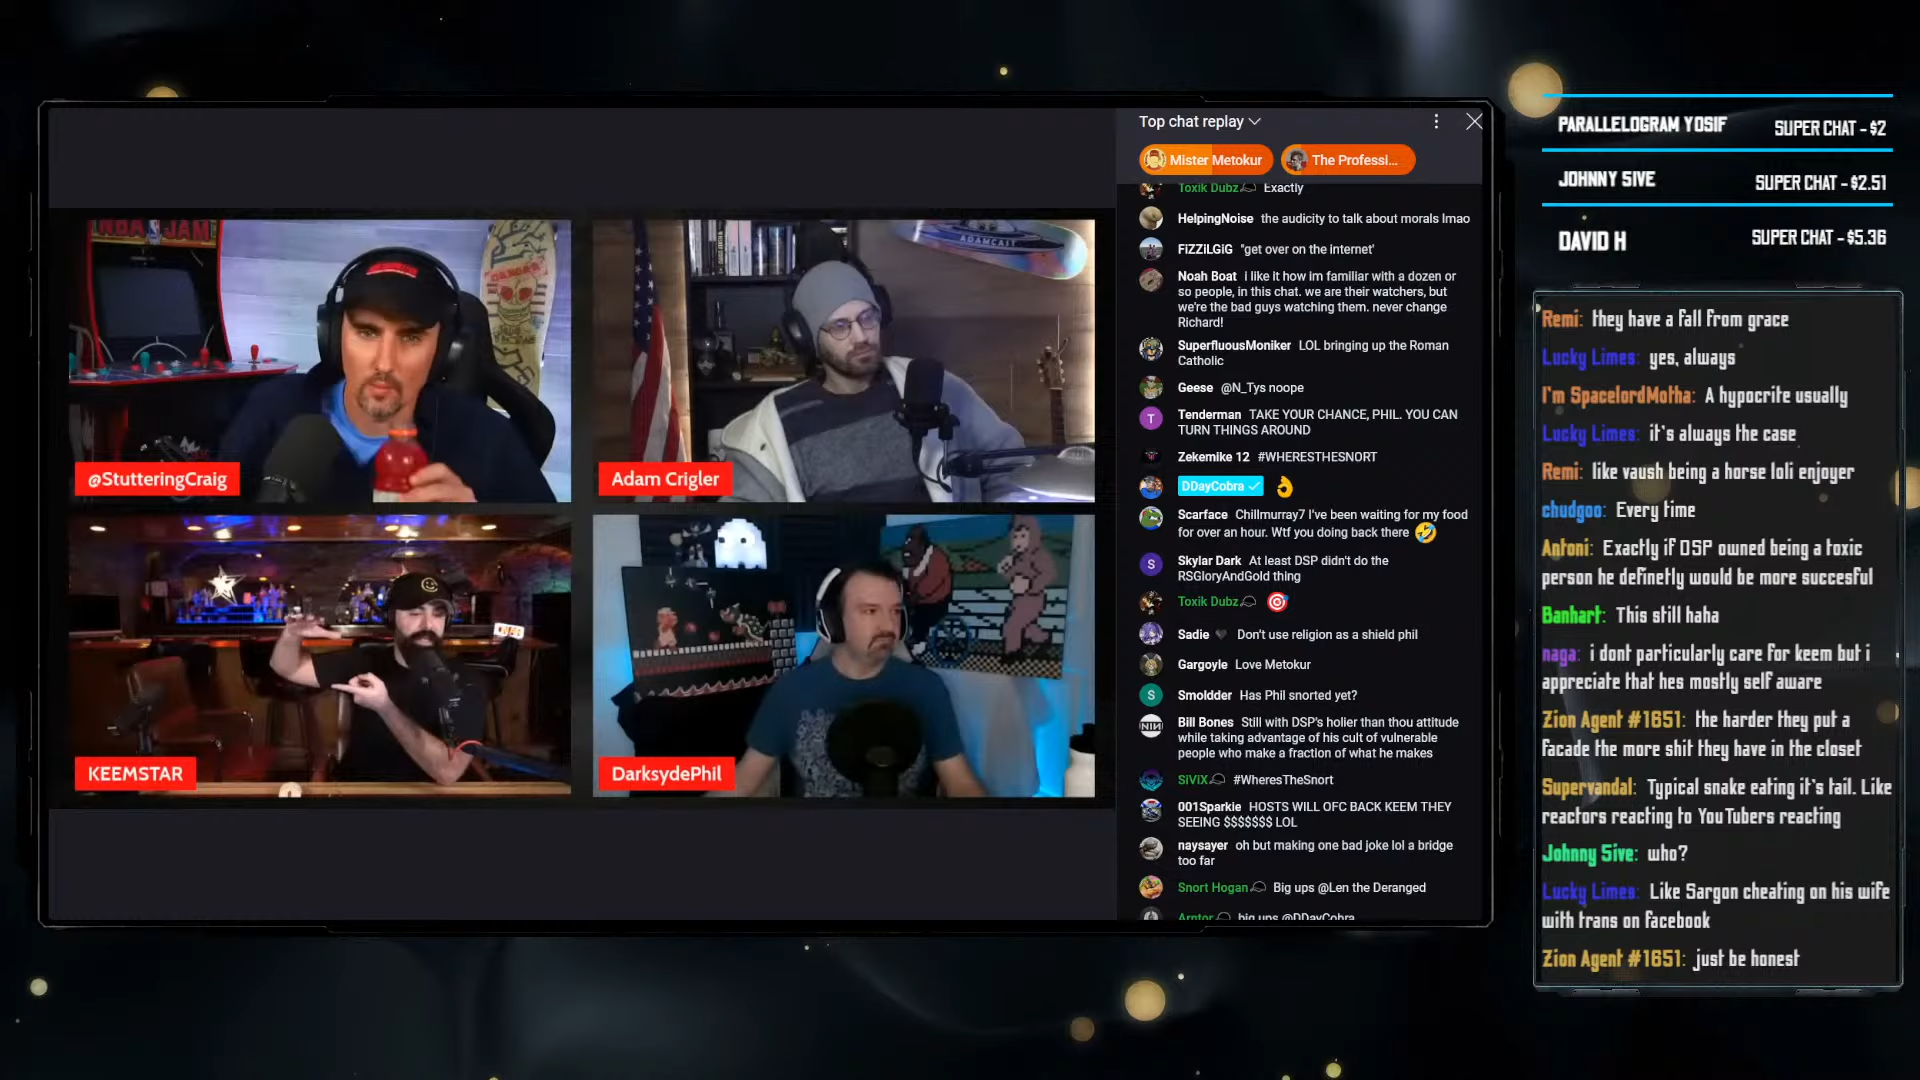 NBA JAM
DANGER
ADAMCAST
@StutteringCraig
Adam Crigler
ON AIR
KEEMSTAR
DarksydePhil
Top chat replay
Mister Metokur
The Professi...
Toxik Dubz Exactly
HelpingNoise the audicity to talk about morals lmao
FiZZiLGiG "get over on the internet'
Noah Boat i like it how im familiar with a dozen or
so people, in this chat. we are their watchers, but
we're the bad guys watching them. never change
Richard!
SuperfluousMoniker LOL bringing up the Roman
Catholic
Geese @N_Tys noope
T
Tenderman TAKE YOUR CHANCE, PHIL. YOU CAN
TURN THINGS AROUND
Zekemike 12 #WHERESTHESNORT
DDayCobra 👌
Scarface Chillmurray7 I've been waiting for my food
for over an hour. Wtf you doing back there 🤣
S
Skylar Dark At least DSP didn't do the
RSGloryAndGold thing
Toxik Dubz 🎯
Sadie 🖤 Don't use religion as a shield phil
Gargoyle Love Metokur
S
Smoldder Has Phil snorted yet?
NIN
Bill Bones Still with DSP's holier than thou attitude
while taking advantage of his cult of vulnerable
people who make a fraction of what he makes
SiViX #WheresTheSnort
001Sparkie HOSTS WILL OFC BACK KEEM THEY
SEEING $$$$$$$ LOL
naysayer oh but making one bad joke lol a bridge
too far
Snort Hogan Big ups @Len the Deranged
Arntor big ups @DDayCobra
PARALLELOGRAM YOSIF SUPER CHAT - $2
JOHNNY 5IVE SUPER CHAT - $2.51
DAVID H SUPER CHAT - $5.36
Remi: they have a fall from grace
Lucky Limes: yes, always
I'm SpacelordMotha: A hypocrite usually
Lucky Limes: it's always the case
Remi: like vaush being a horse loli enjoyer
chudgoo: Every time
Antoni: Exactly if DSP owned being a toxic
person he definetly would be more succesful
Banhart: This still haha
naga: i dont particularly care for keem but i
appreciate that hes mostly self aware
Zion Agent #1651: the harder they put a
facade the more shit they have in the closet
Supervandal: Typical snake eating it's tail. Like
reactors reacting to YouTubers reacting
Johnny 5ive: who?
Lucky Limes: Like Sargon cheating on his wife
with trans on facebook
Zion Agent #1651: just be honest